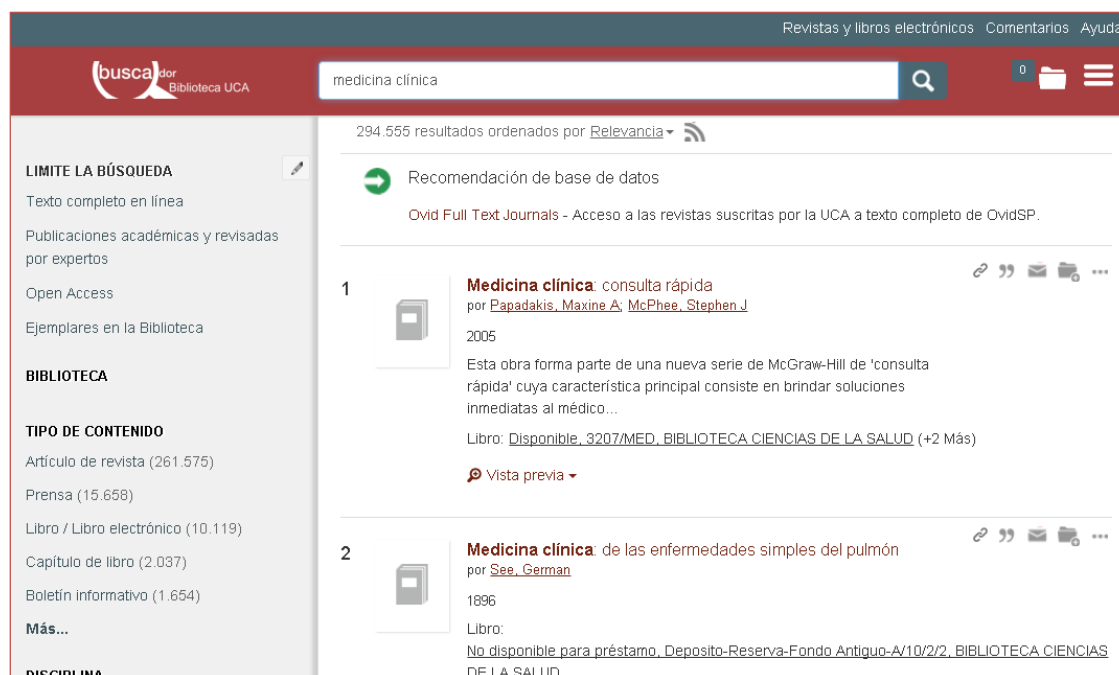 Revistas y libros electrónicos Comentarios Ayuda
(buscador
Biblioteca UCA
medicina clínica
0
294.555 resultados ordenados por Relevancia
LIMITE LA BÚSQUEDA
Texto completo en línea
Publicaciones académicas y revisadas
por expertos
Open Access
Ejemplares en la Biblioteca
BIBLIOTECA
TIPO DE CONTENIDO
Artículo de revista (261.575)
Prensa (15.658)
Libro / Libro electrónico (10.119)
Capítulo de libro (2.037)
Boletín informativo (1.654)
Más...
DISCIPLINA
Recomendación de base de datos
Ovid Full Text Journals - Acceso a las revistas suscritas por la UCA a texto completo de OvidSP.
1
Medicina clínica: consulta rápida
por Papadakis, Maxine A; McPhee, Stephen J
2005
Esta obra forma parte de una nueva serie de McGraw-Hill de 'consulta
rápida' cuya característica principal consiste en brindar soluciones
inmediatas al médico...
Libro: Disponible, 3207/MED, BIBLIOTECA CIENCIAS DE LA SALUD (+2 Más)
Vista previa
2
Medicina clínica: de las enfermedades simples del pulmón
por See, German
1896
Libro:
No disponible para préstamo, Deposito-Reserva-Fondo Antiguo-A/10/2/2, BIBLIOTECA CIENCIAS
DE LA SALUD